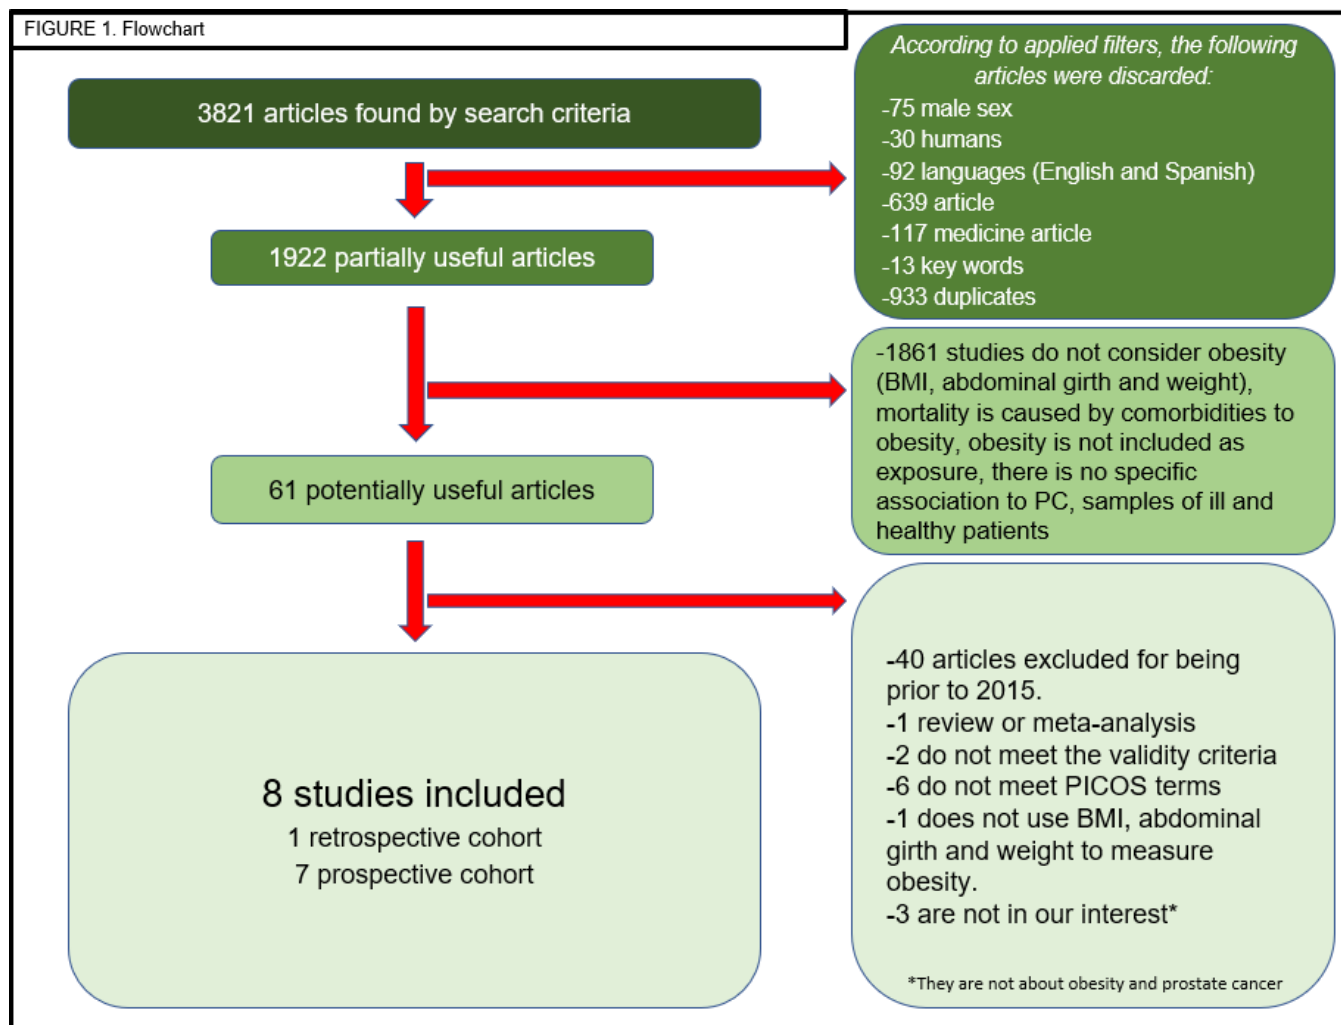 FIGURE 1. Flowchart
3821 articles found by search criteria
According to applied filters, the following
articles were discarded:
-75 male sex
-30 humans
-92 languages (English and Spanish)
-639 article
-117 medicine article
-13 key words
-933 duplicates
1922 partially useful articles
-1861 studies do not consider obesity
(BMI, abdominal girth and weight),
mortality is caused by comorbidities to
obesity, obesity is not included as
exposure, there is no specific
association to PC, samples of ill and
healthy patients
61 potentially useful articles
-40 articles excluded for being
prior to 2015.
-1 review or meta-analysis
-2 do not meet the validity criteria
-6 do not meet PICOS terms
-1 does not use BMI, abdominal
girth and weight to measure
obesity.
-3 are not in our interest*
*They are not about obesity and prostate cancer
8 studies included
1 retrospective cohort
7 prospective cohort